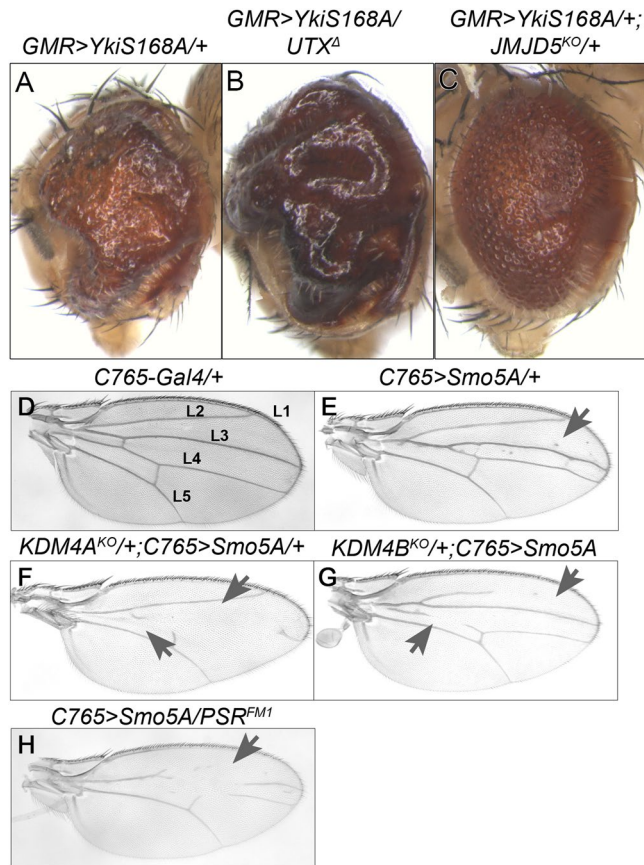 GMR>YkiS168A/+
GMR>YkiS168A/
UTXΔ
GMR>YkiS168A/+;
JMJD5KO/+
A
B
C
C765-Gal4/+
C765>Smo5A/+
D
L2
L1
L3
L4
L5
E
KDM4AKO/+;C765>Smo5A/+
KDM4BKO/+;C765>Smo5A
F
G
C765>Smo5A/PSRFM1
H